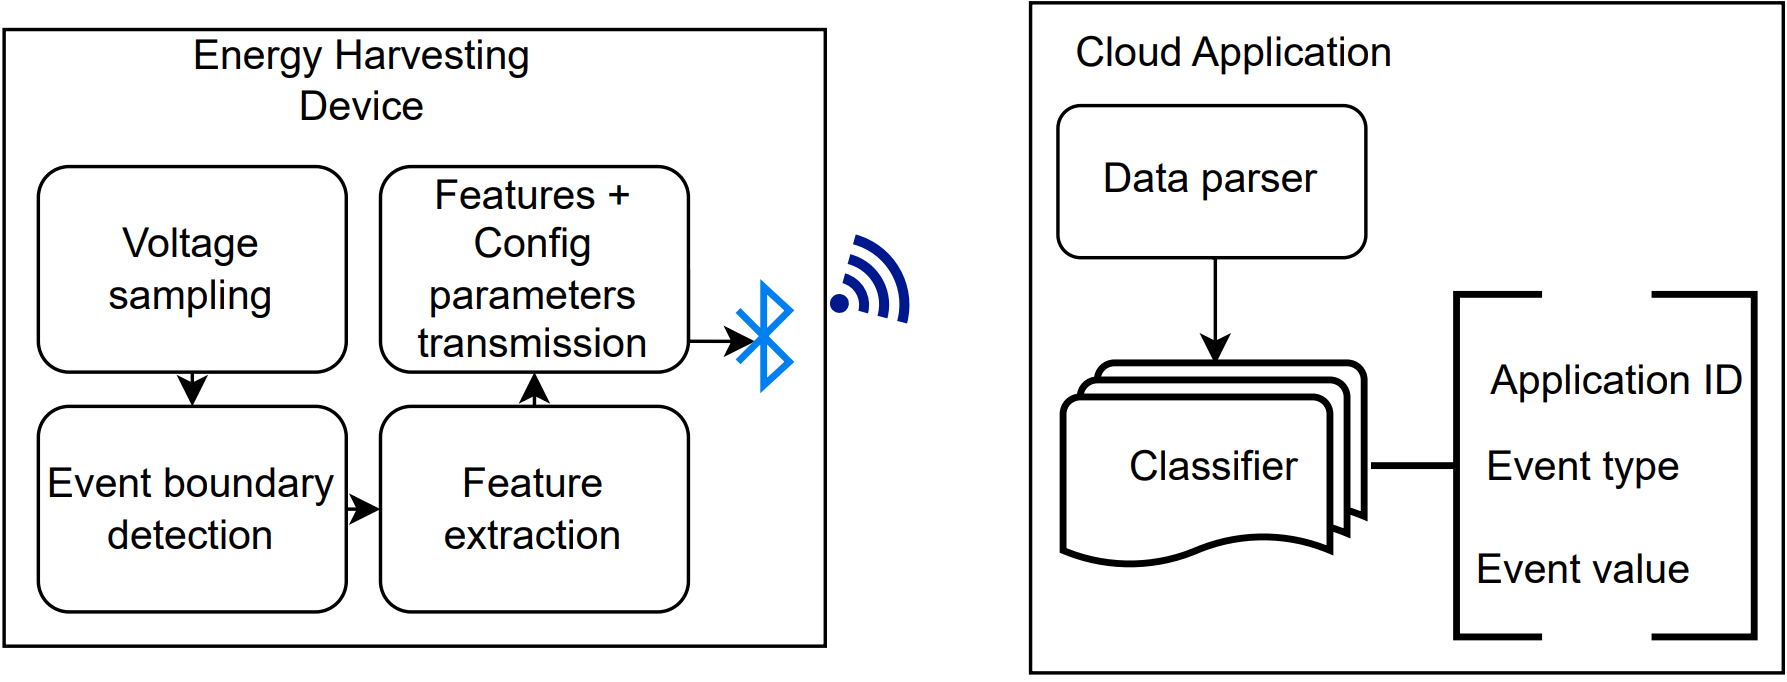 Energy Harvesting
Device
Voltage
sampling
Features +
Config
parameters
transmission
Event boundary
detection
Feature
extraction
Cloud Application
Data parser
Classifier
Application ID
Event type
Event value